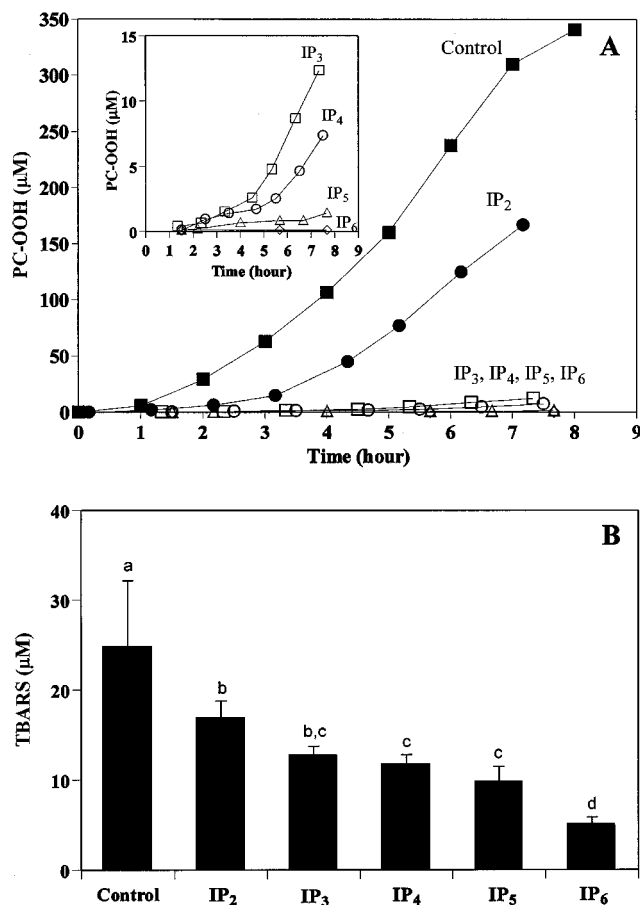 350
300
250
200
150
100
50
0
PC-OOH (μM)
A
Control
IP2
IP3, IP4, IP5, IP6
0 1 2 3 4 5 6 7 8 9
Time (hour)
15
10
5
0
PC-OOH (μM)
IP3
IP4
IP5
IP6
0 1 2 3 4 5 6 7 8 9
Time (hour)
40
30
20
10
0
TBARS (μM)
B
a
b
b,c
c
c
d
Control IP2 IP3 IP4 IP5 IP6